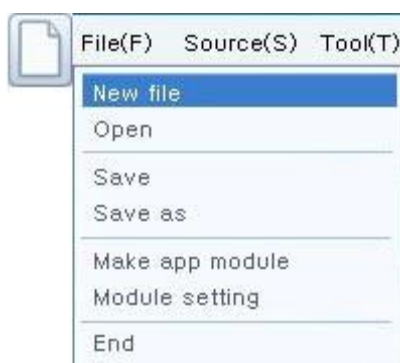 File(F) Source(S) Tool(T)
New file
Open
Save
Save as
Make app module
Module setting
End